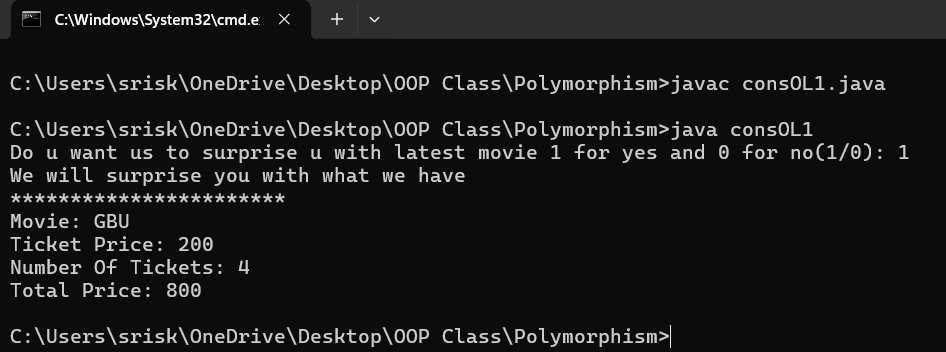 C:\Windows\System32\cmd.e
C:\Users\srisk\OneDrive\Desktop\OOP Class\Polymorphism>javac consOL1.java
C:\Users\srisk\OneDrive\Desktop\OOP Class\Polymorphism>java consOL1
Do u want us to surprise u with latest movie 1 for yes and 0 for no(1/0): 1
We will surprise you with what we have
***********************
Movie: GBU
Ticket Price: 200
Number Of Tickets: 4
Total Price: 800
C:\Users\srisk\OneDrive\Desktop\OOP Class\Polymorphism>